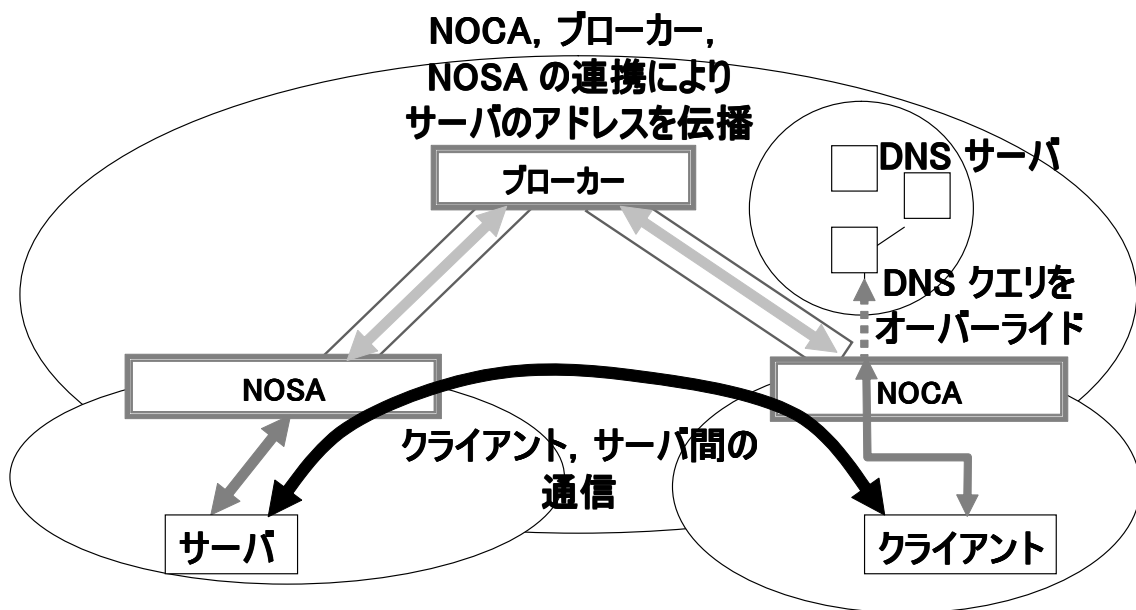 NOCA, ブローカー,
NOSA の連携により
サーバのアドレスを伝播
ブローカー
DNS サーバ
DNS クエリを
オーバーライド
NOSA
NOCA
クライアント, サーバ間の
通信
サーバ
クライアント